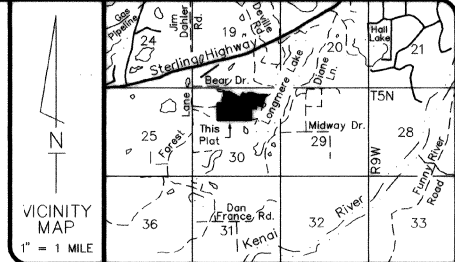 N
VICINITY
MAP
1" = 1 MILE
Gas
Pipeline
Jim
Dahler
Rd.
Deville
Rd.
24
19
20
21
Hall
Lake
Sterling Highway
Bear Dr.
Longmere Lake
Diane
Ln.
T5N
Lane
Forest
This
Plat
Midway Dr.
25
30
29
28
R9W
Funny River
Road
Dan
France Rd.
36
31
32
33
Kenai
River